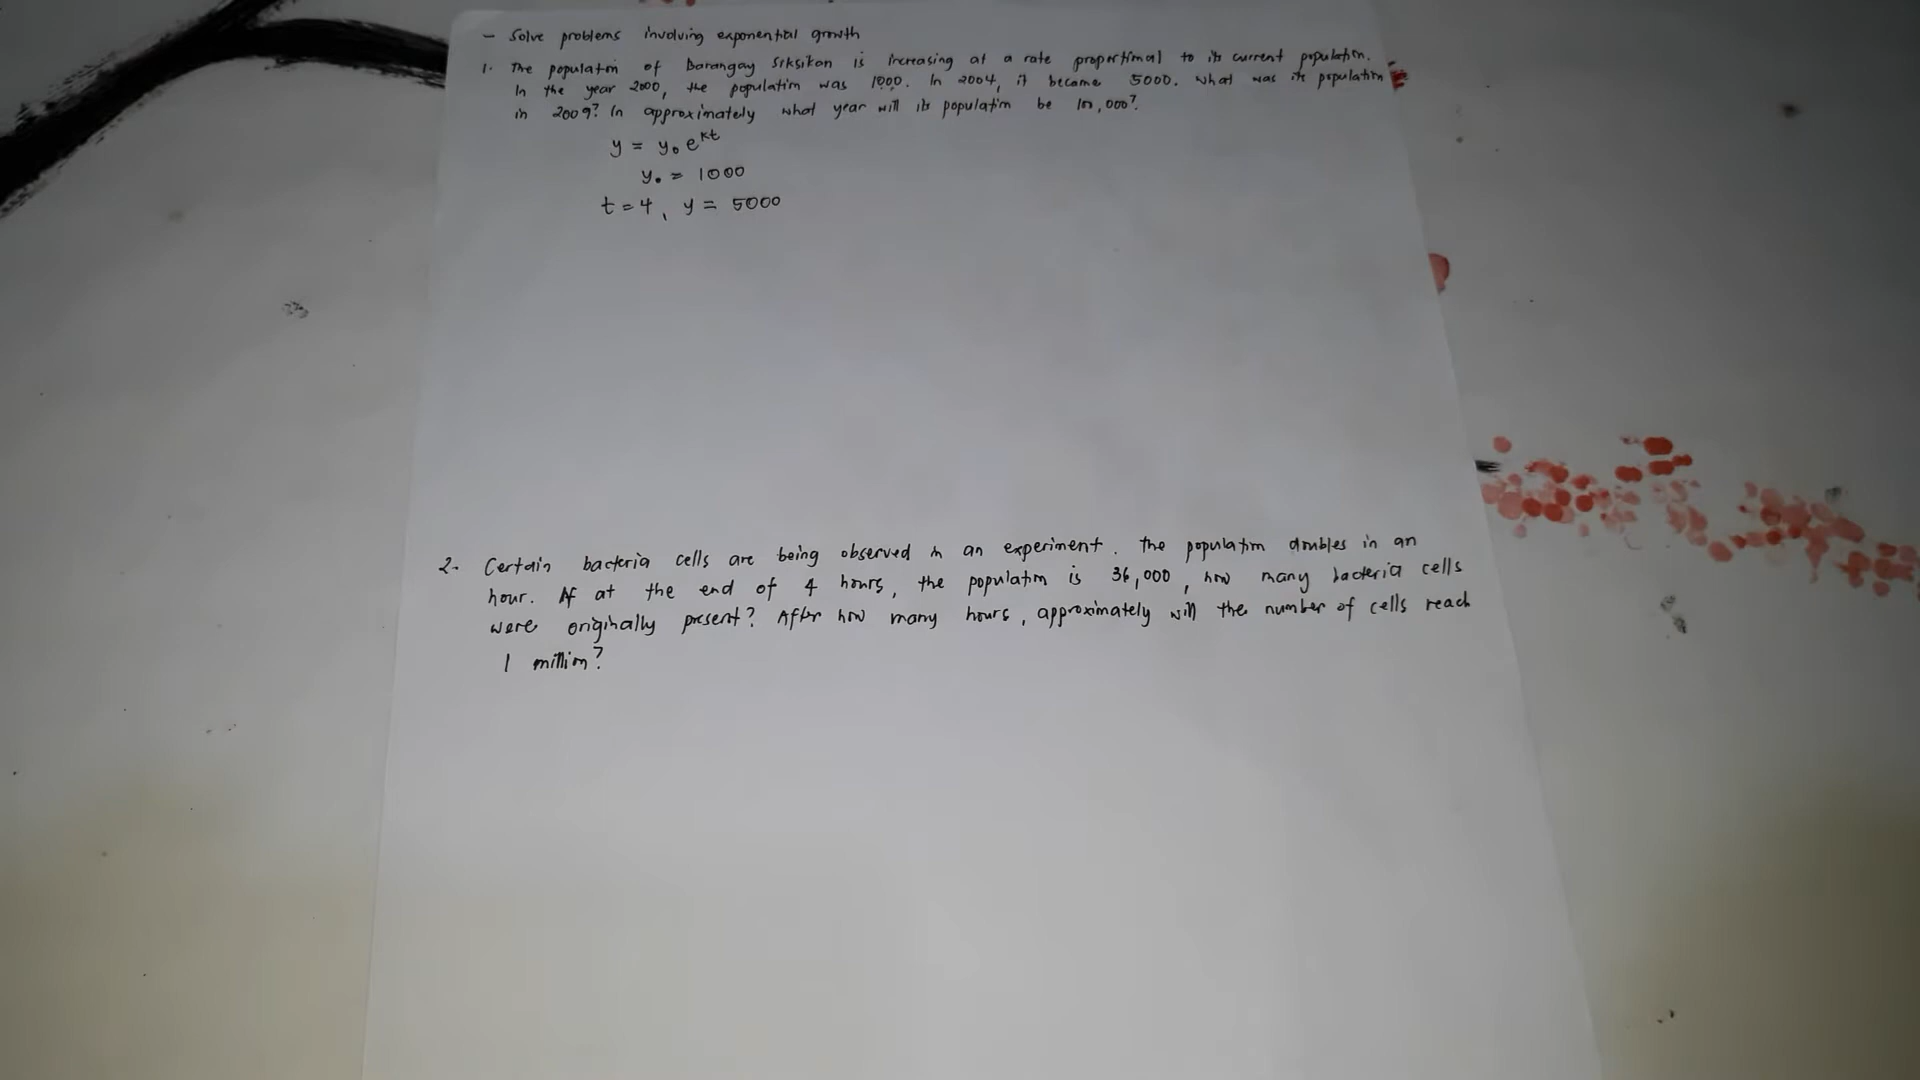 - Solve problems involving exponential growth
1. The population of Barangay Siksikan is increasing at a rate proportional to its current population.
In the year 2000, the population was 1000. In 2004, it became 5000. What was its population
in 2009? In approximately what year will its population be 100,000?
y = y₀e^kt
y₀ = 1000
t = 4, y = 5000
2. Certain bacteria cells are being observed in an experiment. The population doubles in an
hour. If at the end of 4 hours, the population is 36,000, how many bacteria cells
were originally present? After how many hours, approximately will the number of cells reach
1 million?